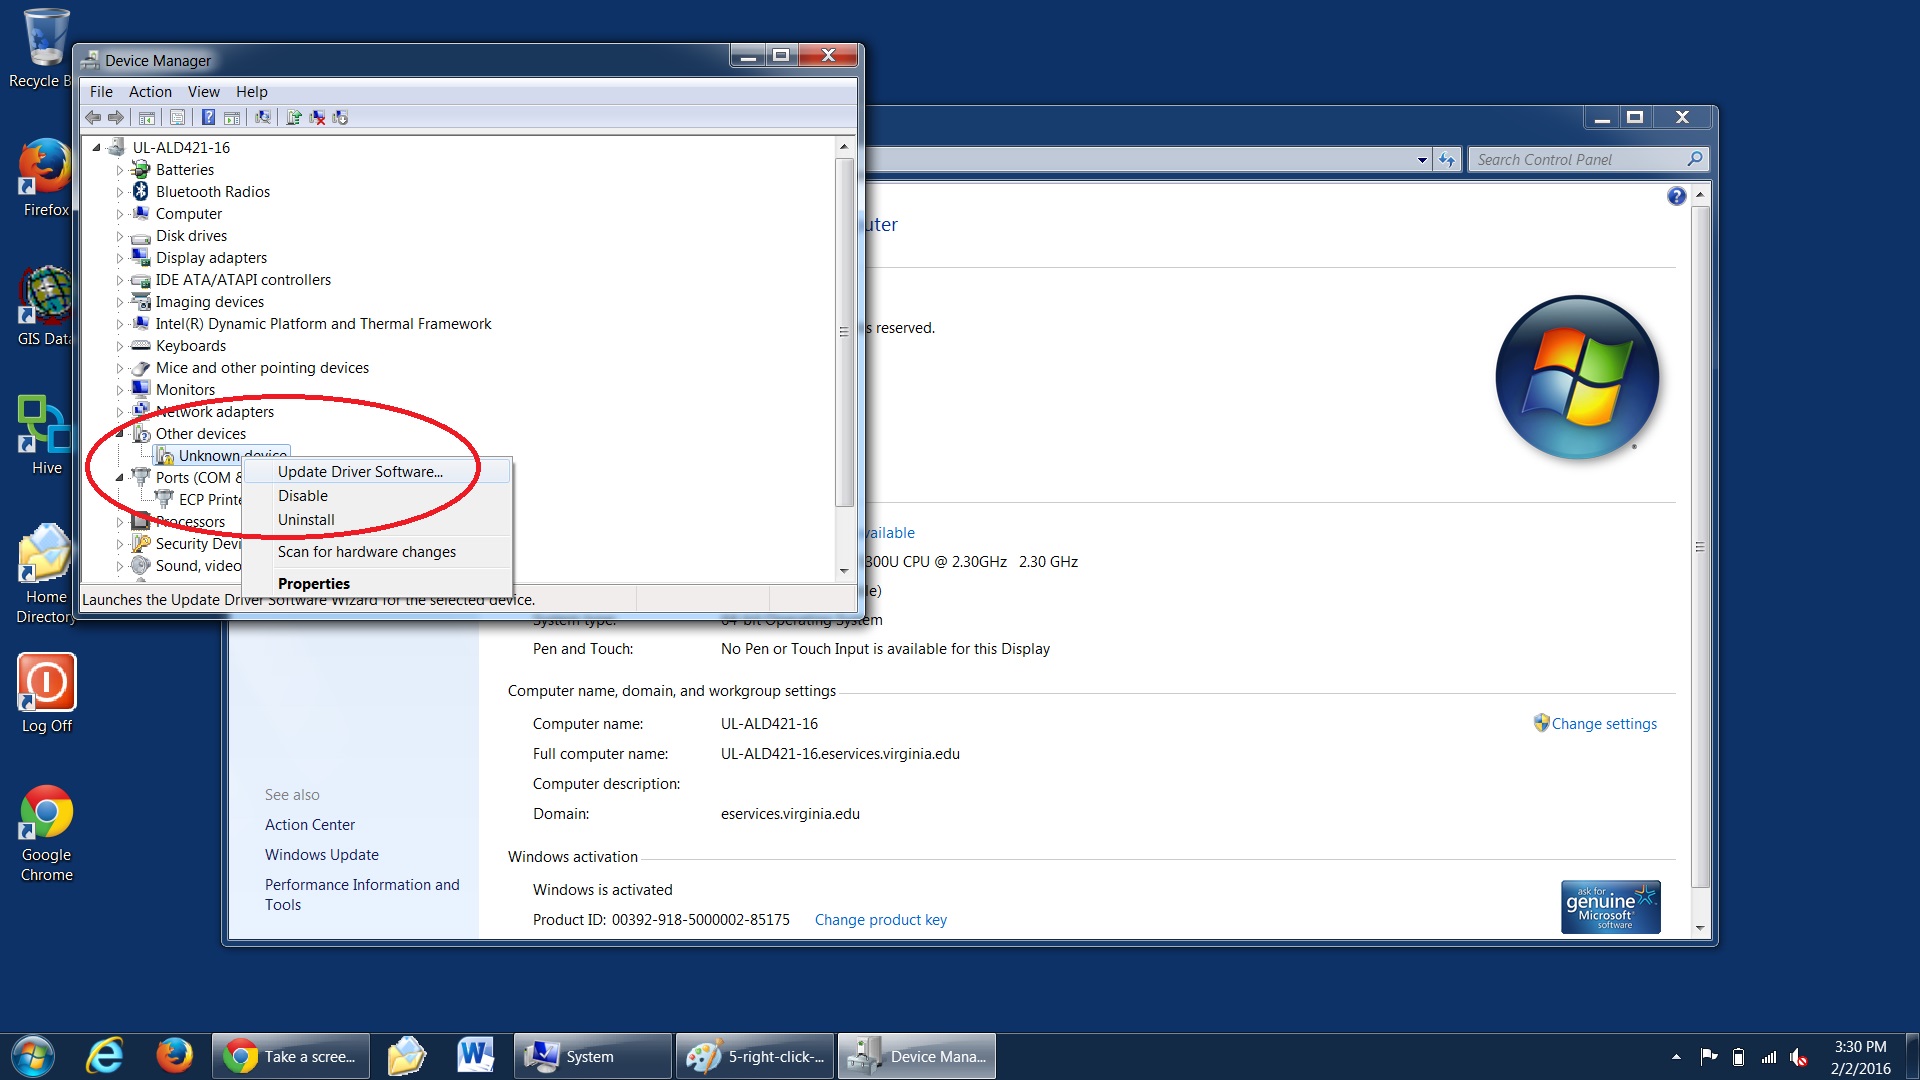 Recycle B
Firefox
GIS Data
Hive
Home
Directory
Log Off
Google
Chrome
Device Manager
File Action View Help
UL-ALD421-16
Batteries
Bluetooth Radios
Computer
Disk drives
Display adapters
IDE ATA/ATAPI controllers
Imaging devices
Intel(R) Dynamic Platform and Thermal Framework
Keyboards
Mice and other pointing devices
Monitors
Network adapters
Other devices
Unknown device
Ports (COM &
ECP Printe
Processors
Security Devi
Sound, video
Update Driver Software...
Disable
Uninstall
Scan for hardware changes
Properties
Launches the Update Driver Software Wizard for the selected device.
Search Control Panel
uter
s reserved.
vailable
300U CPU @ 2.30GHz 2.30 GHz
le)
System type: 64-bit Operating System
Pen and Touch: No Pen or Touch Input is available for this Display
Computer name, domain, and workgroup settings
Computer name: UL-ALD421-16
Change settings
Full computer name: UL-ALD421-16.eservices.virginia.edu
Computer description:
Domain: eservices.virginia.edu
Windows activation
Windows is activated
Product ID: 00392-918-5000002-85175 Change product key
ask for
genuine
Microsoft
software
See also
Action Center
Windows Update
Performance Information and
Tools
Take a scree...
System
5-right-click-...
Device Mana...
3:30 PM
2/2/2016